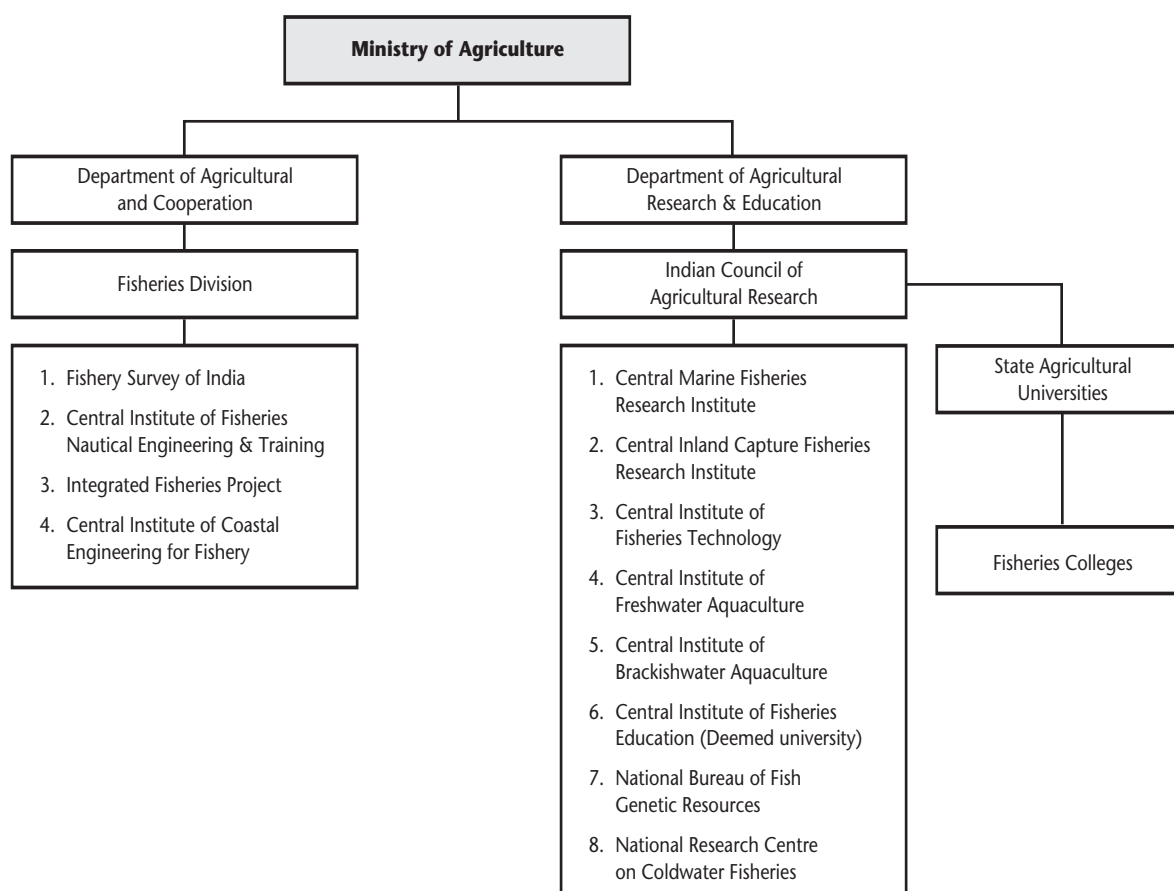 Ministry of Agriculture
Department of Agricultural
and Cooperation
Fisheries Division
1. Fishery Survey of India
2. Central Institute of Fisheries
Nautical Engineering & Training
3. Integrated Fisheries Project
4. Central Institute of Coastal
Engineering for Fishery
Department of Agricultural
Research & Education
Indian Council of
Agricultural Research
1. Central Marine Fisheries
Research Institute
2. Central Inland Capture Fisheries
Research Institute
3. Central Institute of
Fisheries Technology
4. Central Institute of
Freshwater Aquaculture
5. Central Institute of
Brackishwater Aquaculture
6. Central Institute of Fisheries
Education (Deemed university)
7. National Bureau of Fish
Genetic Resources
8. National Research Centre
on Coldwater Fisheries
State Agricultural
Universities
Fisheries Colleges